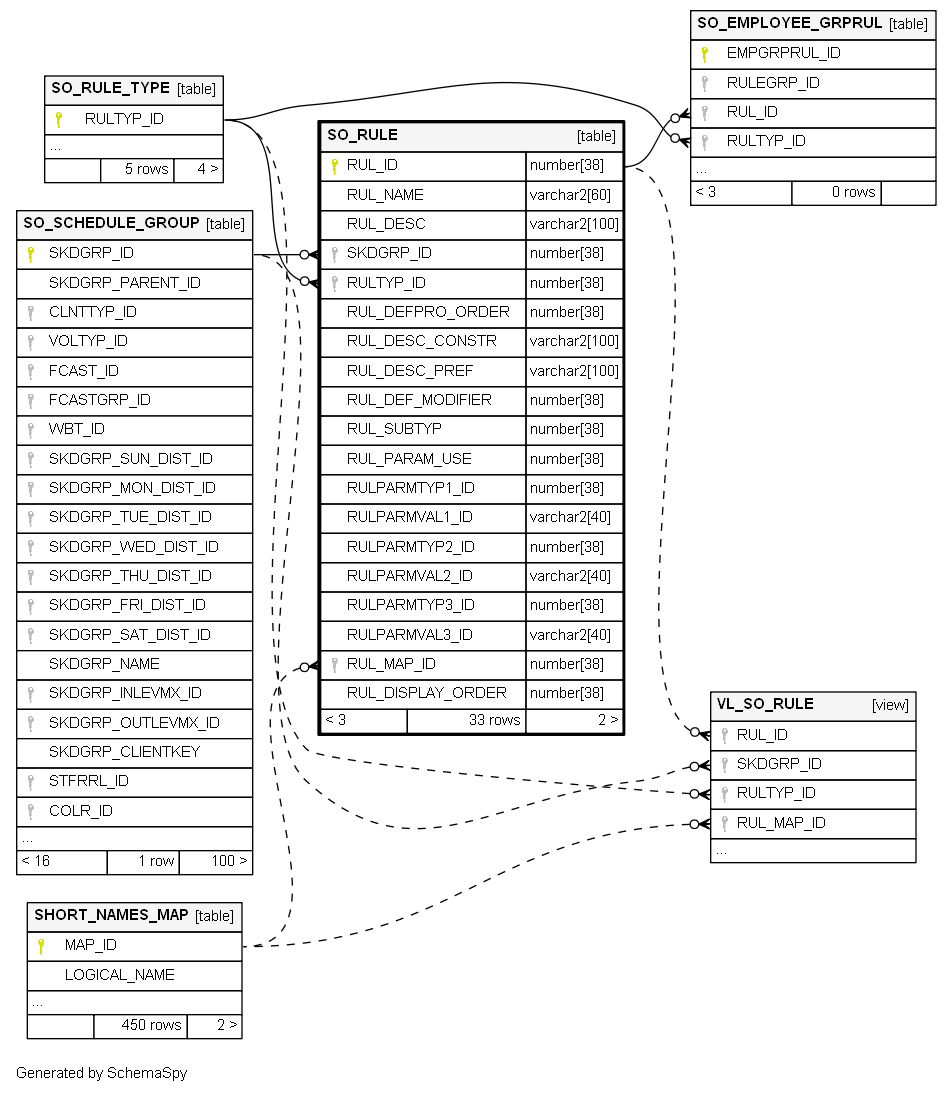 SO_EMPLOYEE_GRPRUL [table]
EMPGRPRUL_ID
RULEGRP_ID
RUL_ID
RULTYP_ID
...
< 3 0 rows
SO_RULE_TYPE [table]
RULTYP_ID
...
5 rows 4 >
SO_RULE [table]
RUL_ID number[38]
RUL_NAME varchar2[60]
RUL_DESC varchar2[100]
SKDGRP_ID number[38]
RULTYP_ID number[38]
RUL_DEFPRO_ORDER number[38]
RUL_DESC_CONSTR varchar2[100]
RUL_DESC_PREF varchar2[100]
RUL_DEF_MODIFIER number[38]
RUL_SUBTYP number[38]
RUL_PARAM_USE number[38]
RULPARMTYP1_ID number[38]
RULPARMVAL1_ID varchar2[40]
RULPARMTYP2_ID number[38]
RULPARMVAL2_ID varchar2[40]
RULPARMTYP3_ID number[38]
RULPARMVAL3_ID varchar2[40]
RUL_MAP_ID number[38]
RUL_DISPLAY_ORDER number[38]
< 3 33 rows 2 >
SO_SCHEDULE_GROUP [table]
SKDGRP_ID
SKDGRP_PARENT_ID
CLNTTYP_ID
VOLTYP_ID
FCAST_ID
FCASTGRP_ID
WBT_ID
SKDGRP_SUN_DIST_ID
SKDGRP_MON_DIST_ID
SKDGRP_TUE_DIST_ID
SKDGRP_WED_DIST_ID
SKDGRP_THU_DIST_ID
SKDGRP_FRI_DIST_ID
SKDGRP_SAT_DIST_ID
SKDGRP_NAME
SKDGRP_INLEVMX_ID
SKDGRP_OUTLEVMX_ID
SKDGRP_CLIENTKEY
STFRRL_ID
COLR_ID
...
< 16 1 row 100 >
VL_SO_RULE [view]
RUL_ID
SKDGRP_ID
RULTYP_ID
RUL_MAP_ID
...
SHORT_NAMES_MAP [table]
MAP_ID
LOGICAL_NAME
...
450 rows 2 >
Generated by SchemaSpy